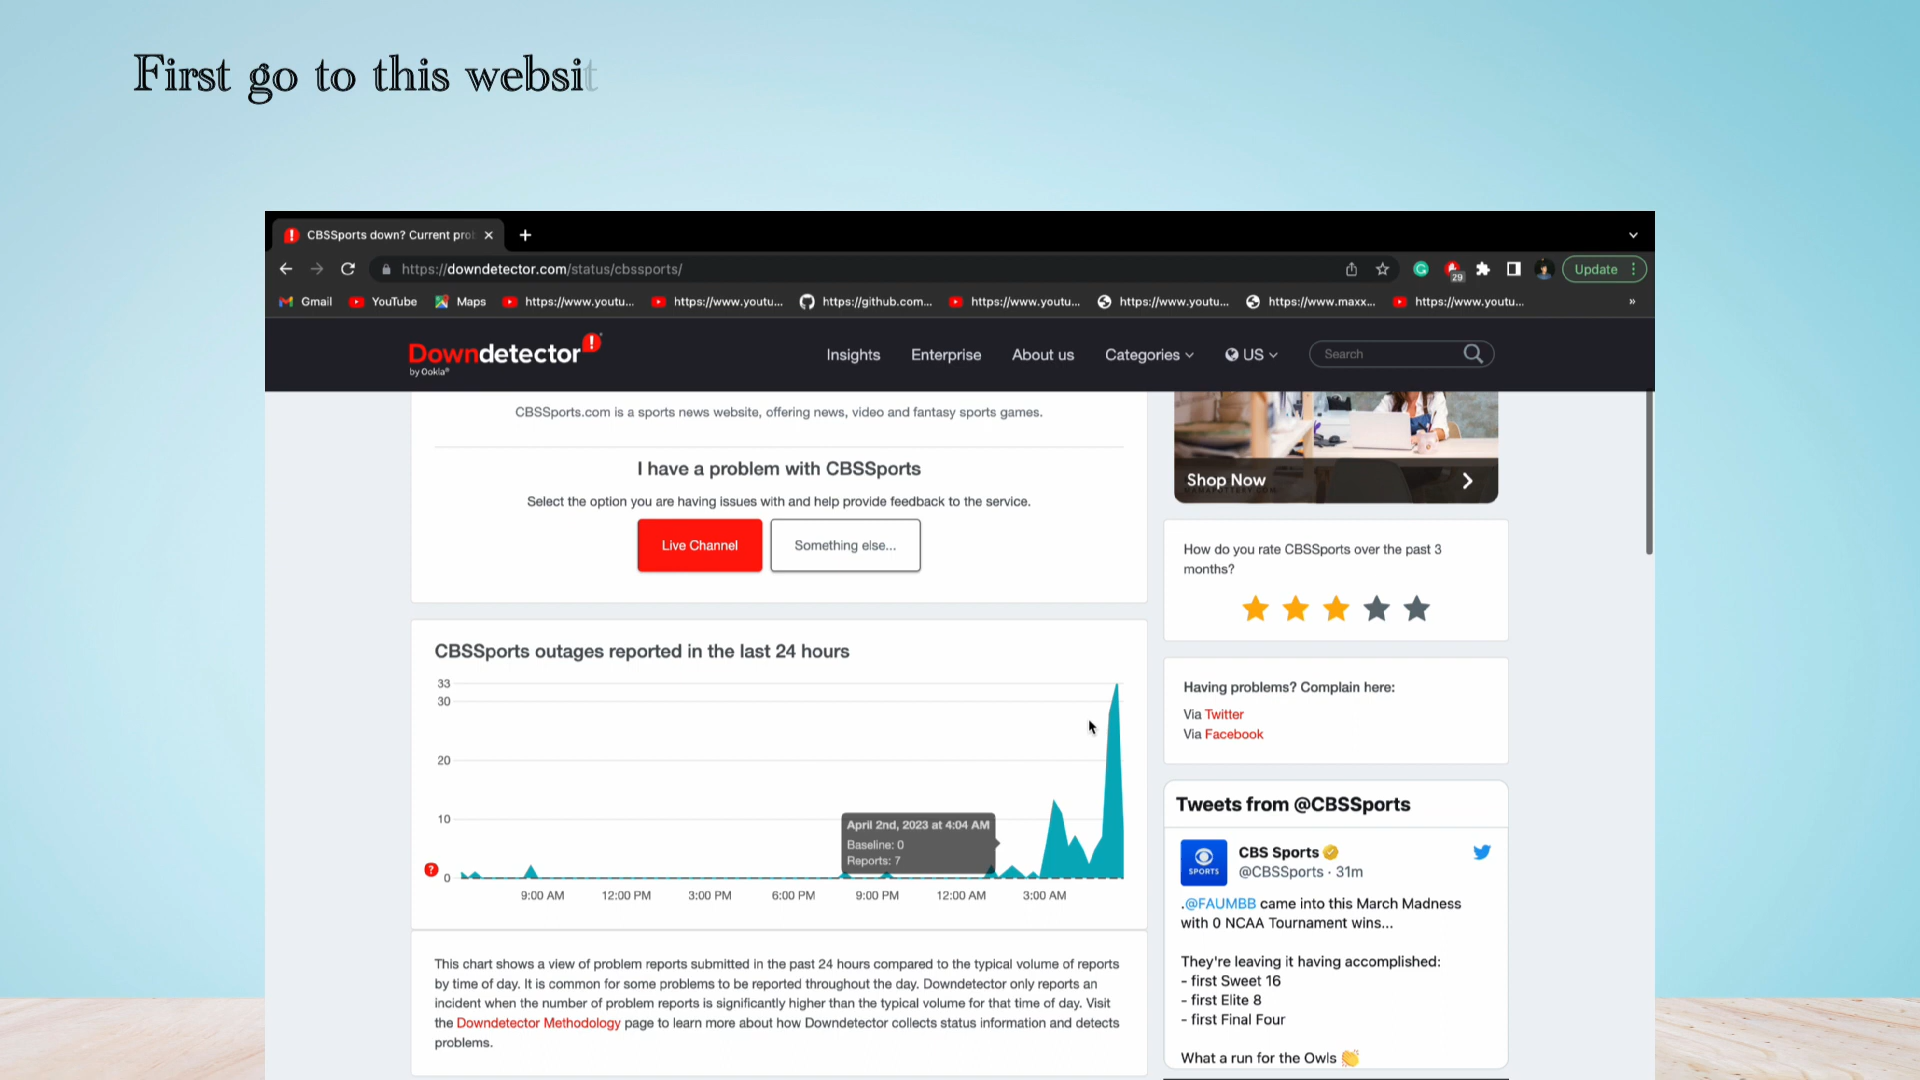 First go to this websit
CBSSports down? Current pro
https://downdetector.com/status/cbssports/
29
Update
Gmail
YouTube
Maps
https://www.youtu...
https://www.youtu...
https://github.com...
https://www.youtu...
https://www.youtu...
https://www.maxx...
https://www.youtu...
»
Downdetector
by Ookla®
Insights
Enterprise
About us
Categories
US
Search
CBSSports.com is a sports news website, offering news, video and fantasy sports games.
I have a problem with CBSSports
Select the option you are having issues with and help provide feedback to the service.
Live Channel
Something else...
CBSSports outages reported in the last 24 hours
33
30
20
10
0
April 2nd, 2023 at 4:04 AM
Baseline: 0
Reports: 7
9:00 AM
12:00 PM
3:00 PM
6:00 PM
9:00 PM
12:00 AM
3:00 AM
This chart shows a view of problem reports submitted in the past 24 hours compared to the typical volume of reports
by time of day. It is common for some problems to be reported throughout the day. Downdetector only reports an
incident when the number of problem reports is significantly higher than the typical volume for that time of day. Visit
the Downdetector Methodology page to learn more about how Downdetector collects status information and detects
problems.
Shop Now
How do you rate CBSSports over the past 3
months?
Having problems? Complain here:
Via Twitter
Via Facebook
Tweets from @CBSSports
SPORTS
CBS Sports
@CBSSports · 31m
.@FAUMBB came into this March Madness
with 0 NCAA Tournament wins...
They're leaving it having accomplished:
- first Sweet 16
- first Elite 8
- first Final Four
What a run for the Owls 👏